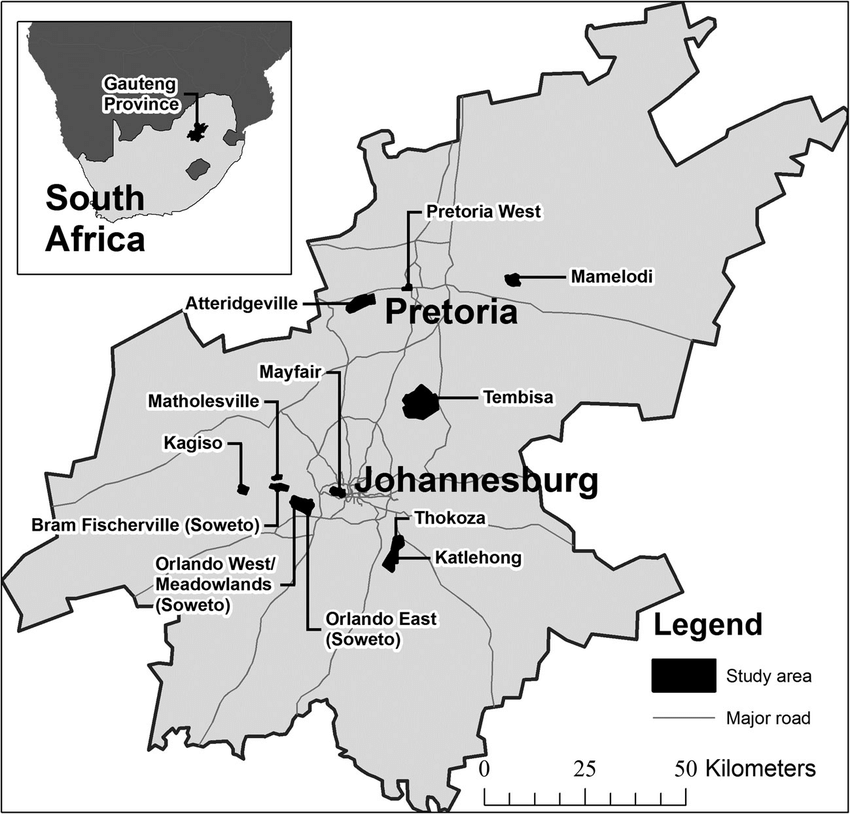 Gauteng
Province
South
Africa
Pretoria West
Mamelodi
Atteridgeville
Pretoria
Mayfair
Matholesville
Tembisa
Kagiso
Johannesburg
Bram Fischerville (Soweto)
Thokoza
Orlando West/
Meadowlands
(Soweto)
Katlehong
Orlando East
(Soweto)
Legend
Study area
Major road
0 25 50 Kilometers